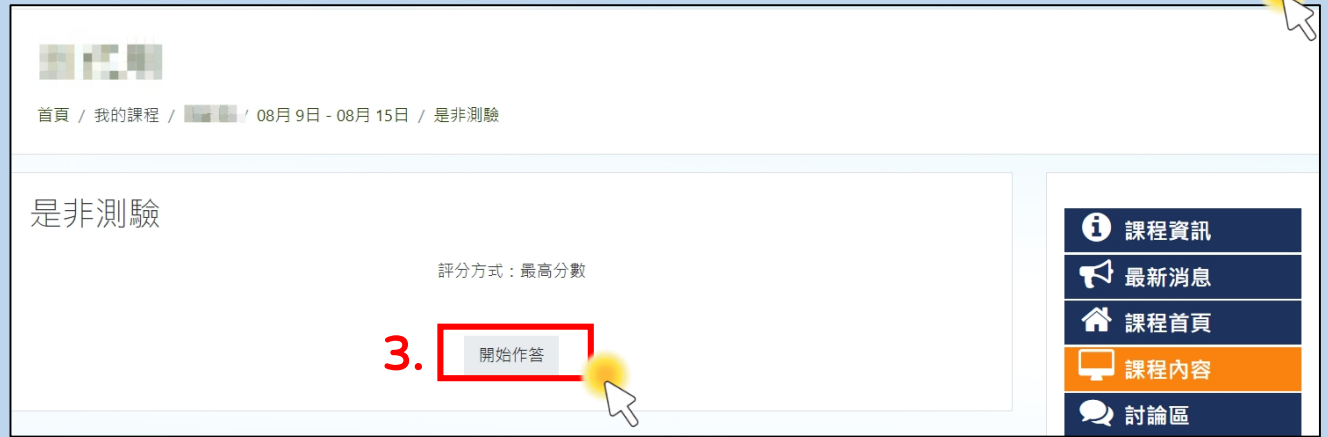 首頁 / 我的課程 / / 08月 9日 - 08月 15日 / 是非測驗
是非測驗
評分方式：最高分數
3. 開始作答
課程資訊
最新消息
課程首頁
課程內容
討論區